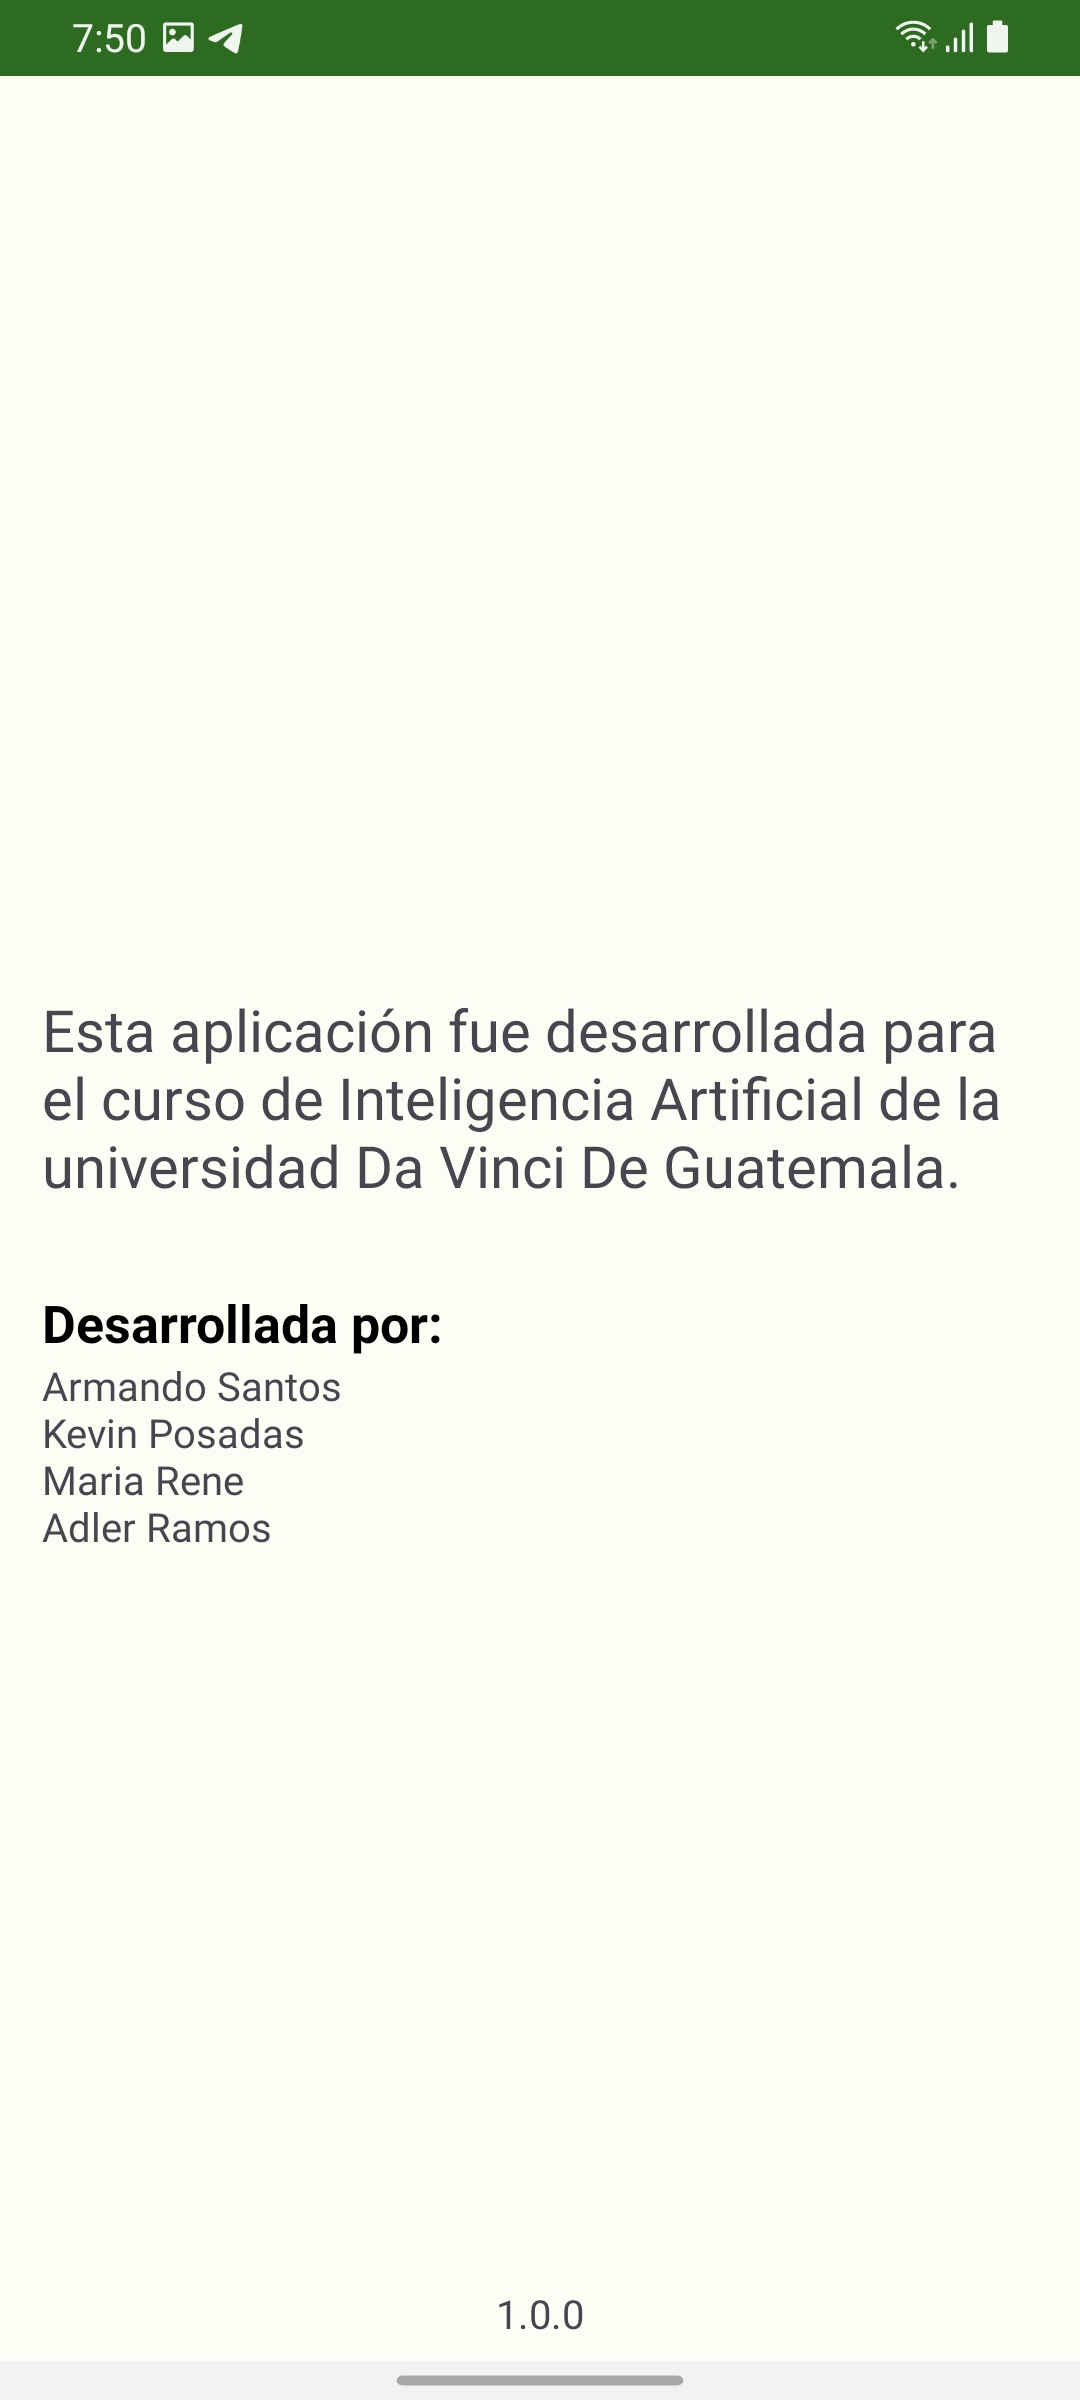 7:50
Esta aplicación fue desarrollada para
el curso de Inteligencia Artificial de la
universidad Da Vinci De Guatemala.
Desarrollada por:
Armando Santos
Kevin Posadas
Maria Rene
Adler Ramos
1.0.0